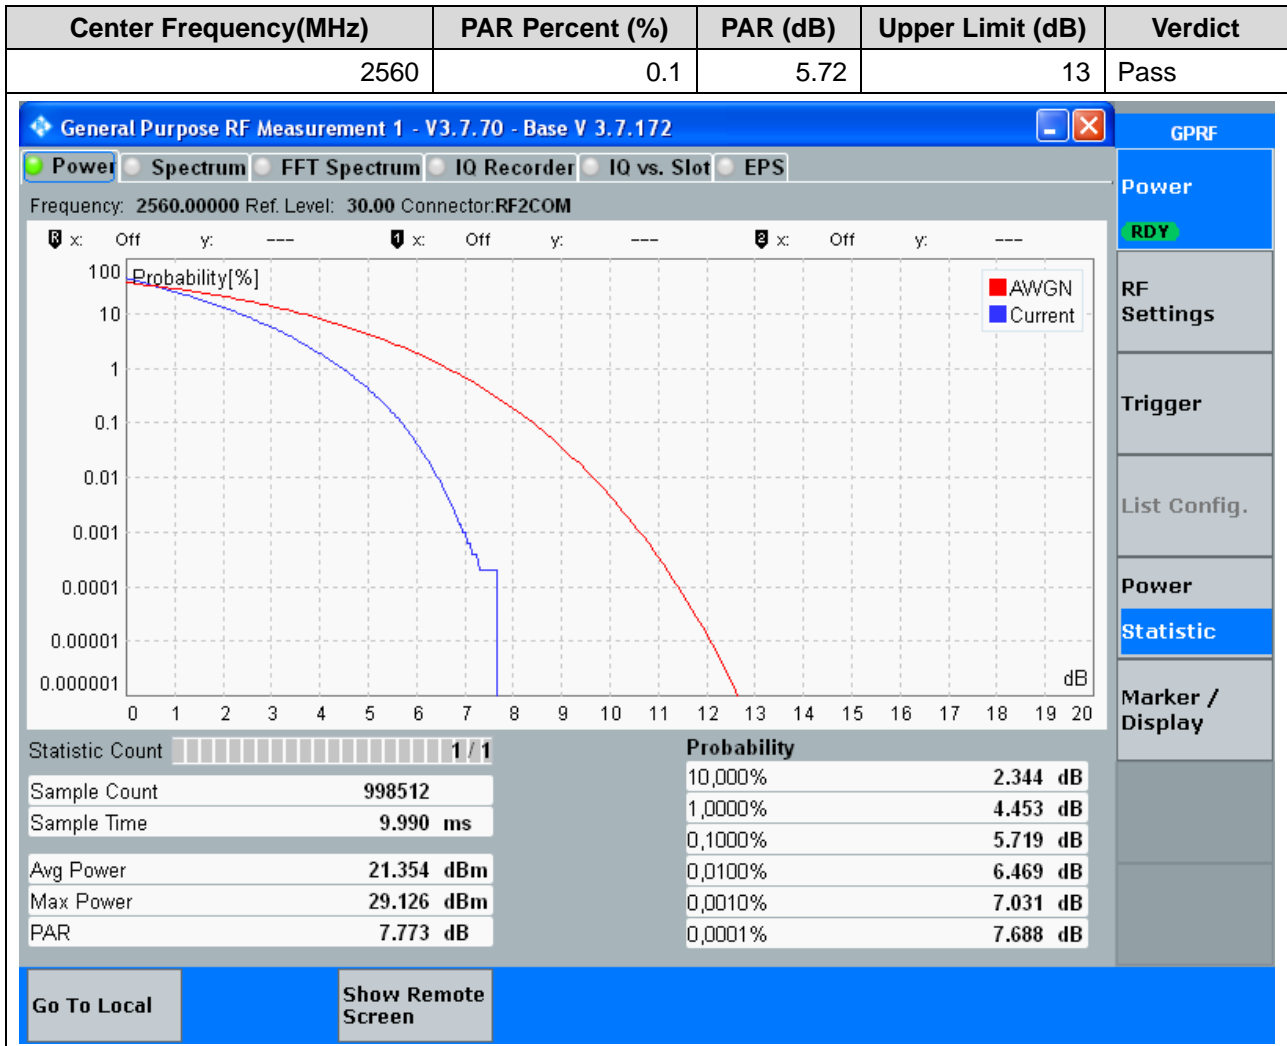 Center Frequency(MHz) PAR Percent (%) PAR (dB) Upper Limit (dB) Verdict
2560 0.1 5.72 13 Pass
General Purpose RF Measurement 1 - V3.7.70 - Base V 3.7.172
GPRF
Power Spectrum FFT Spectrum IQ Recorder IQ vs. Slot EPS
Frequency: 2560.00000 Ref. Level: 30.00 Connector:RF2COM
R x: Off y: --- 1 x: Off y: --- 2 x: Off y: ---
Probability[%]
AWGN
Current
100
10
1
0.1
0.01
0.001
0.0001
0.00001
0.000001
dB
0 1 2 3 4 5 6 7 8 9 10 11 12 13 14 15 16 17 18 19 20
Statistic Count 1 / 1
Sample Count 998512
Sample Time 9.990 ms
Avg Power 21.354 dBm
Max Power 29.126 dBm
PAR 7.773 dB
Probability
10,000% 2.344 dB
1,0000% 4.453 dB
0,1000% 5.719 dB
0,0100% 6.469 dB
0,0010% 7.031 dB
0,0001% 7.688 dB
Power
RDY
RF
Settings
Trigger
List Config.
Power
Statistic
Marker /
Display
Go To Local
Show Remote
Screen